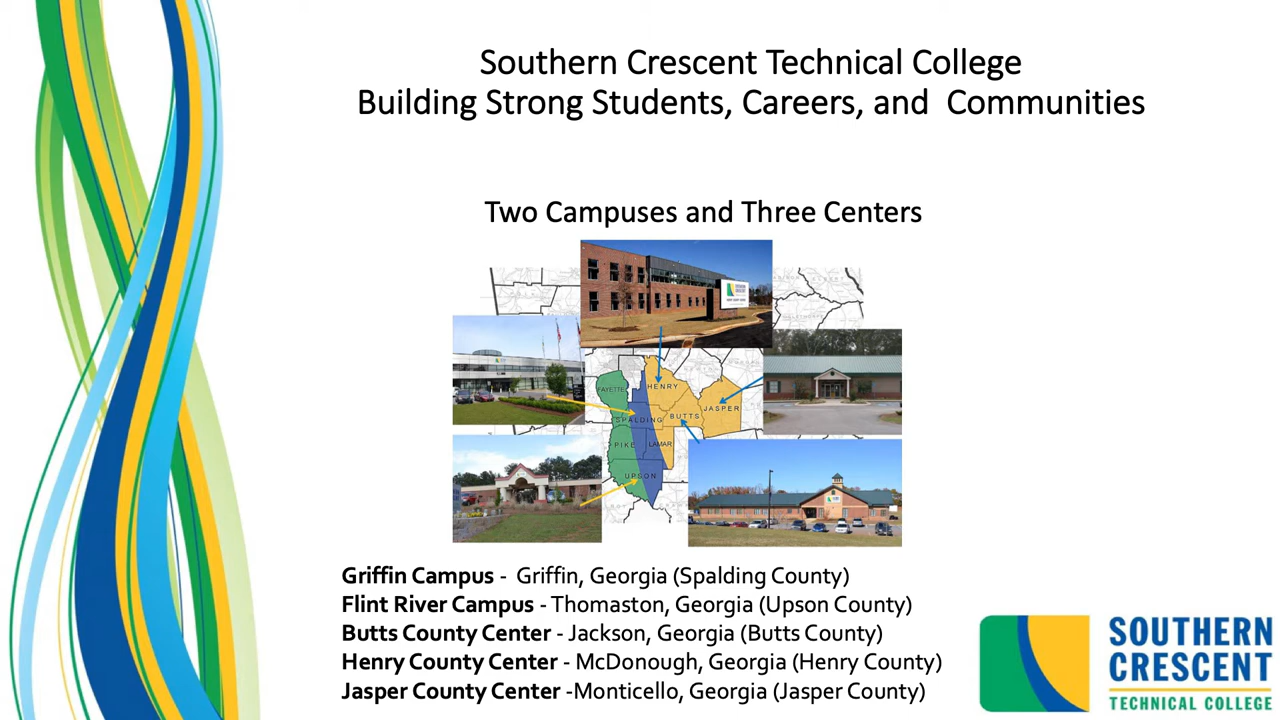 Southern Crescent Technical College
Building Strong Students, Careers, and  Communities
Two Campuses and Three Centers
FAYETTE
HENRY
JASPER
SPALDING
BUTTS
PIKE
LAMAR
UPSON
Griffin Campus -  Griffin, Georgia (Spalding County)
Flint River Campus - Thomaston, Georgia (Upson County)
Butts County Center - Jackson, Georgia (Butts County)
Henry County Center - McDonough, Georgia (Henry County)
Jasper County Center -Monticello, Georgia (Jasper County)
SOUTHERN
CRESCENT
TECHNICAL COLLEGE